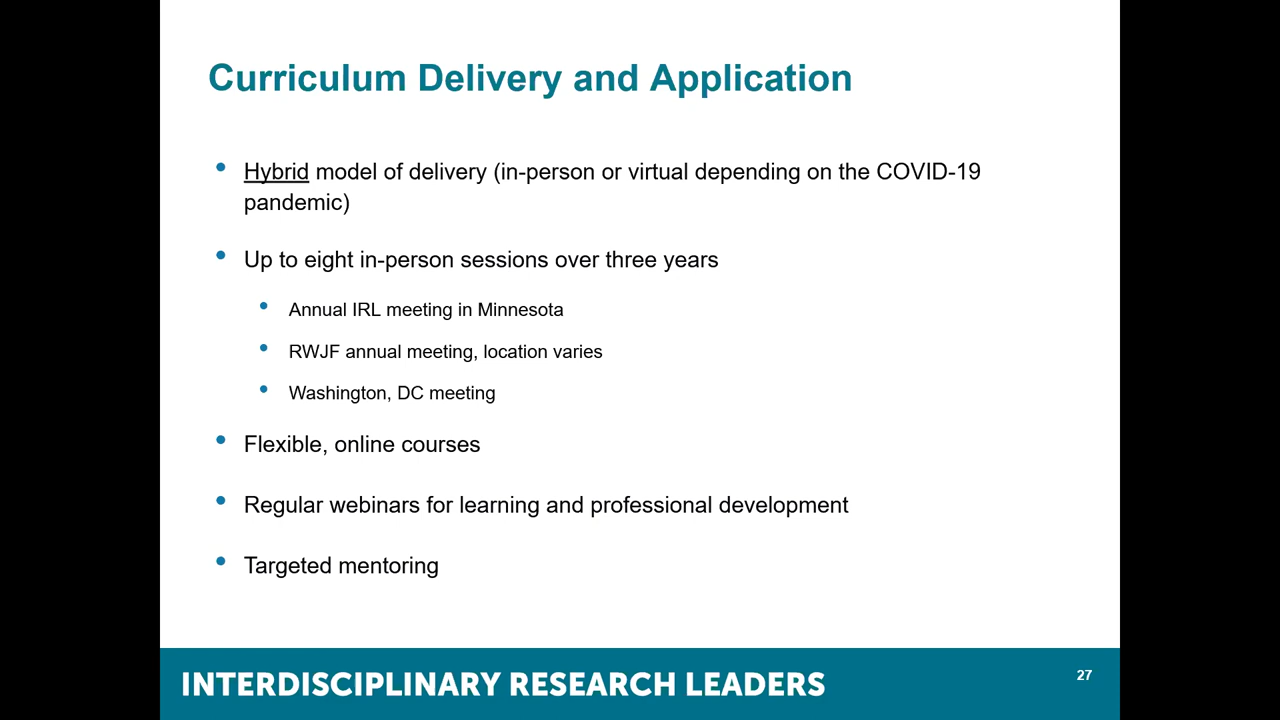 Curriculum Delivery and Application
• Hybrid model of delivery (in-person or virtual depending on the COVID-19
pandemic)
• Up to eight in-person sessions over three years
• Annual IRL meeting in Minnesota
• RWJF annual meeting, location varies
• Washington, DC meeting
• Flexible, online courses
• Regular webinars for learning and professional development
• Targeted mentoring
INTERDISCIPLINARY RESEARCH LEADERS
27